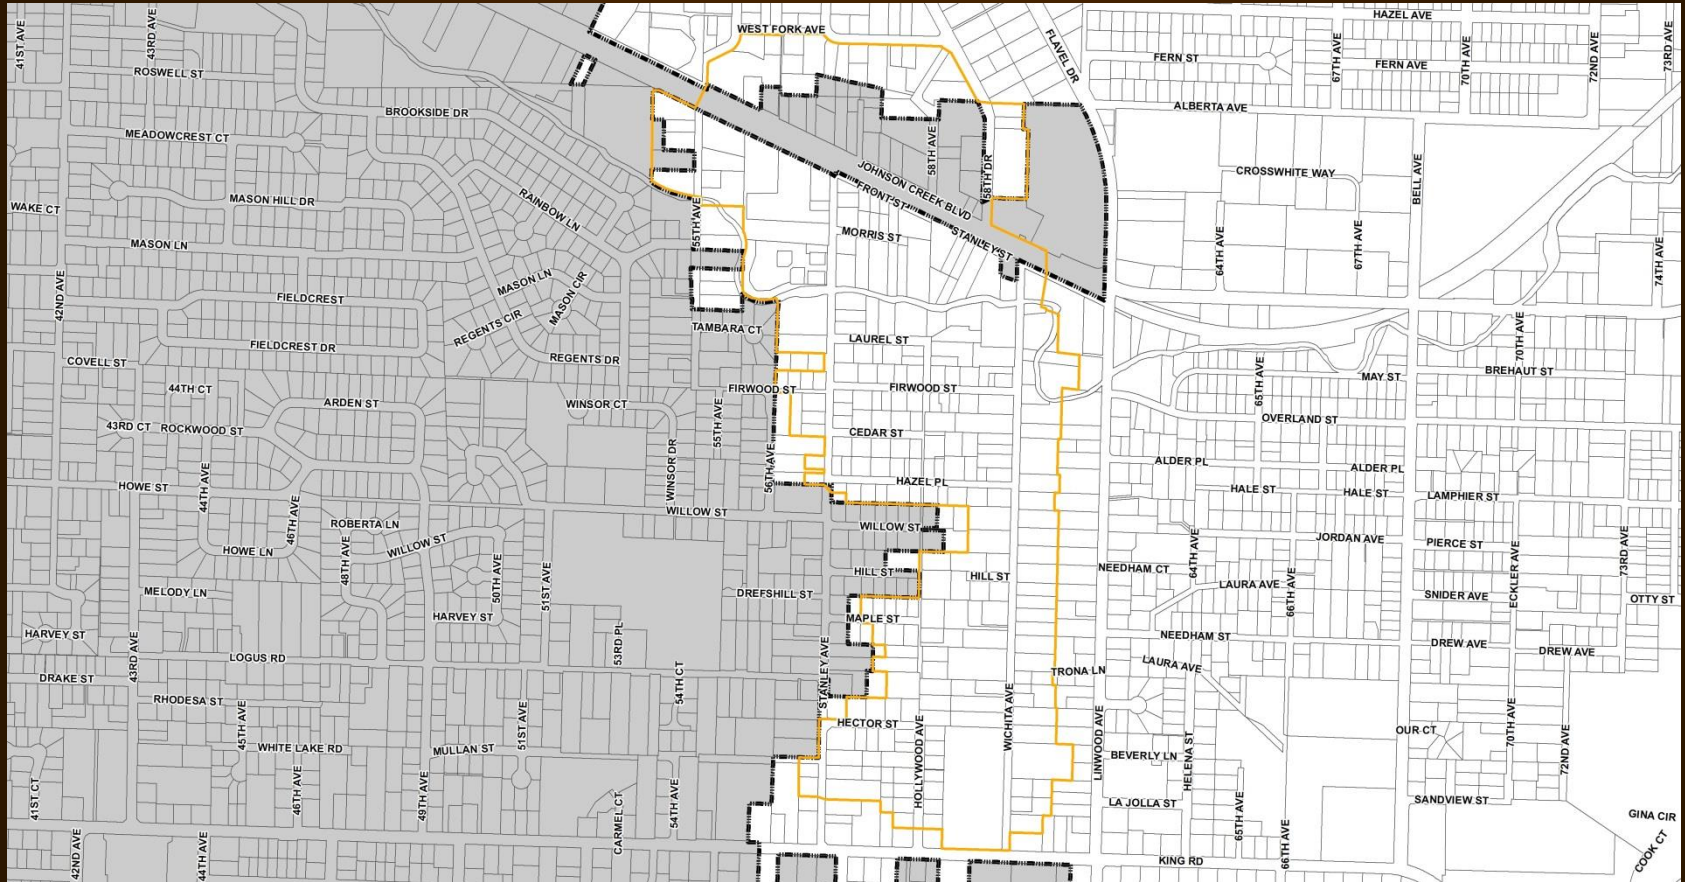 WEST FORK AVE
HAZEL AVE
41ST AVE
43RD AVE
FLAVEL DR
67TH AVE
70TH AVE
72ND AVE
73RD AVE
FERN ST
FERN AVE
ROSWELL ST
BROOKSIDE DR
ALBERTA AVE
MEADOWCREST CT
58TH AVE
58TH DR
JOHNSON CREEK BLVD
FRONT ST
STANLEY ST
CROSSWHITE WAY
BELL AVE
MASON HILL DR
RAINBOW LN
WAKE CT
55TH AVE
MORRIS ST
64TH AVE
67TH AVE
74TH AVE
MASON LN
MASON LN
MASON CIR
42ND AVE
FIELDCREST
REGENTS CIR
TAMBARA CT
LAUREL ST
70TH AVE
FIELDCREST DR
REGENTS DR
COVELL ST
44TH CT
FIRWOOD ST
FIRWOOD ST
65TH AVE
MAY ST
BREHAUT ST
ARDEN ST
WINSOR CT
55TH AVE
OVERLAND ST
43RD CT
ROCKWOOD ST
CEDAR ST
WINSOR DR
56TH AVE
ALDER PL
ALDER PL
44TH AVE
HOWE ST
HAZEL PL
HALE ST
HALE ST
LAMPHIER ST
46TH AVE
WILLOW ST
WILLOW ST
ROBERTA LN
WILLOW ST
HOWE LN
48TH AVE
50TH AVE
51ST AVE
64TH AVE
JORDAN AVE
PIERCE ST
73RD AVE
HILL ST
HILL ST
NEEDHAM CT
LAURA AVE
66TH AVE
ECKLER AVE
MELODY LN
DREFSHILL ST
SNIDER AVE
OTTY ST
HARVEY ST
MAPLE ST
HARVEY ST
53RD PL
NEEDHAM ST
DREW AVE
DREW AVE
43RD AVE
LOGUS RD
STANLEY AVE
TRONA LN
LAURA AVE
DRAKE ST
54TH CT
RHODESA ST
45TH AVE
51ST AVE
HECTOR ST
HOLLYWOOD AVE
WICHITA AVE
LINWOOD AVE
OUR CT
70TH AVE
72ND AVE
WHITE LAKE RD
MULLAN ST
BEVERLY LN
HELENA ST
41ST CT
46TH AVE
49TH AVE
CARMEL CT
54TH AVE
LA JOLLA ST
65TH AVE
SANDVIEW ST
GINA CIR
COOK CT
42ND AVE
44TH AVE
66TH AVE
KING RD